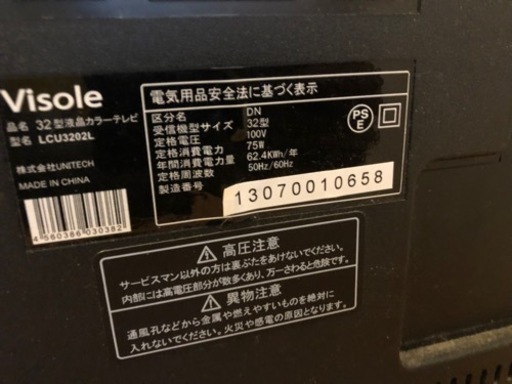 Visole
品名 32型液晶カラーテレビ
型名 LCU3202L
株式会社UNITECH
MADE IN CHINA
4 560386 030382
電気用品安全法に基づく表示
区分名 DN
受信機型サイズ 32型
定格電圧 100V
定格消費電力 75W
年間消費電力量 62.4KWh/年
定格周波数 50Hz/60Hz
製造番号 13070010658
PS
E
高圧注意
サービスマン以外の方は裏ぶたをあけないでください。
内部には高電圧部分が数多くあり、万一さわると危険です。
異物注意
通風孔などから金属や燃えやすいものを絶対に
入れないでください。火災や感電の原因となります。